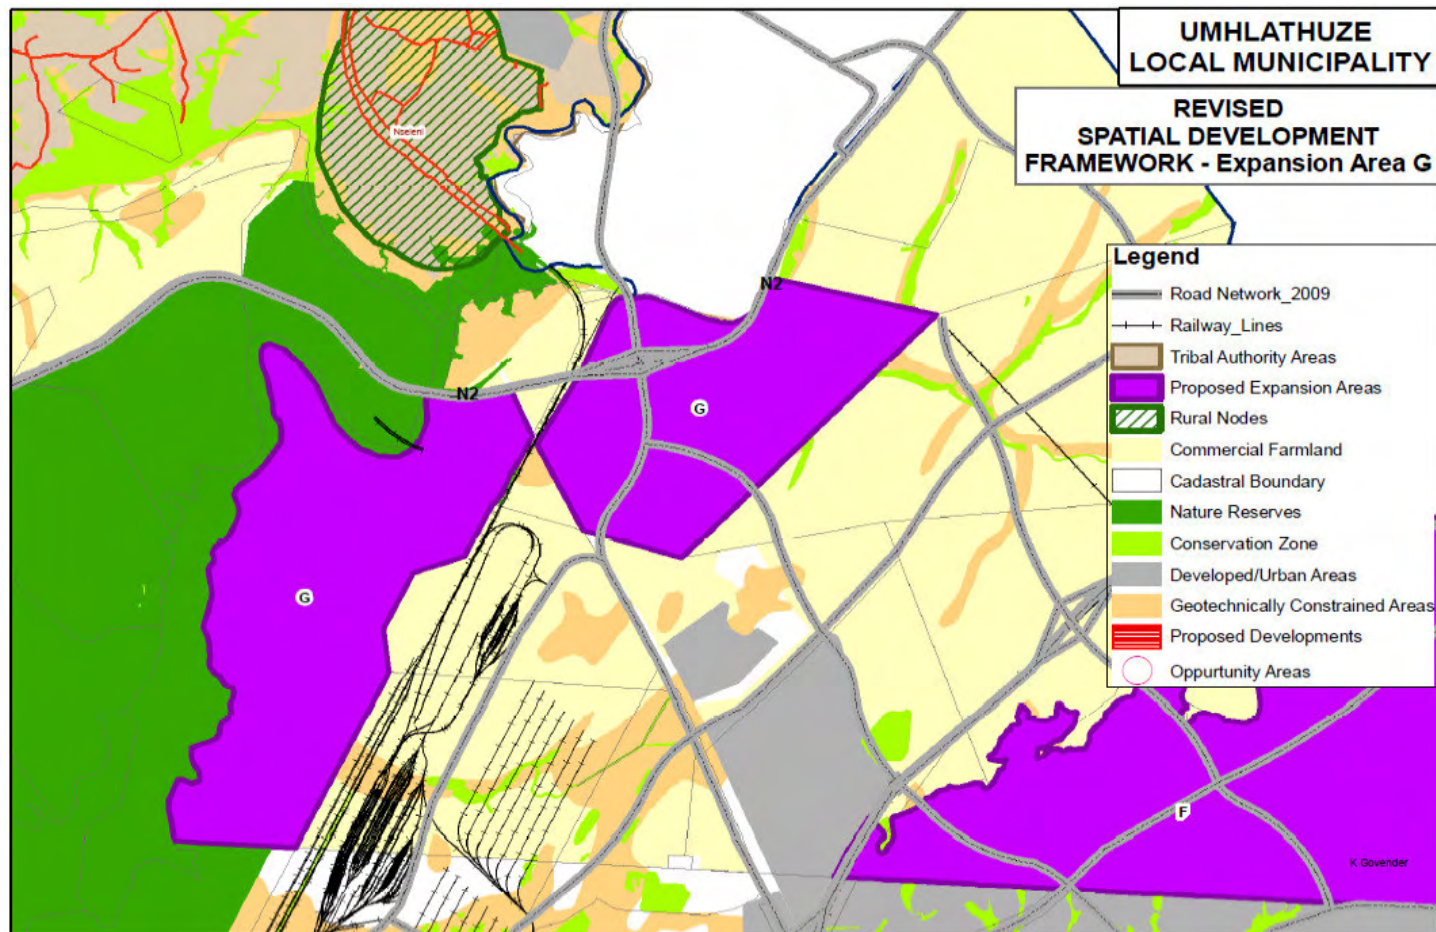 UMHLATHUZE
LOCAL MUNICIPALITY
REVISED
SPATIAL DEVELOPMENT
FRAMEWORK - Expansion Area G
Nseleni
N2
N2
G
G
F
K Govender
Legend
Road Network_2009
Railway_Lines
Tribal Authority Areas
Proposed Expansion Areas
Rural Nodes
Commercial Farmland
Cadastral Boundary
Nature Reserves
Conservation Zone
Developed/Urban Areas
Geotechnically Constrained Areas
Proposed Developments
Oppurtunity Areas